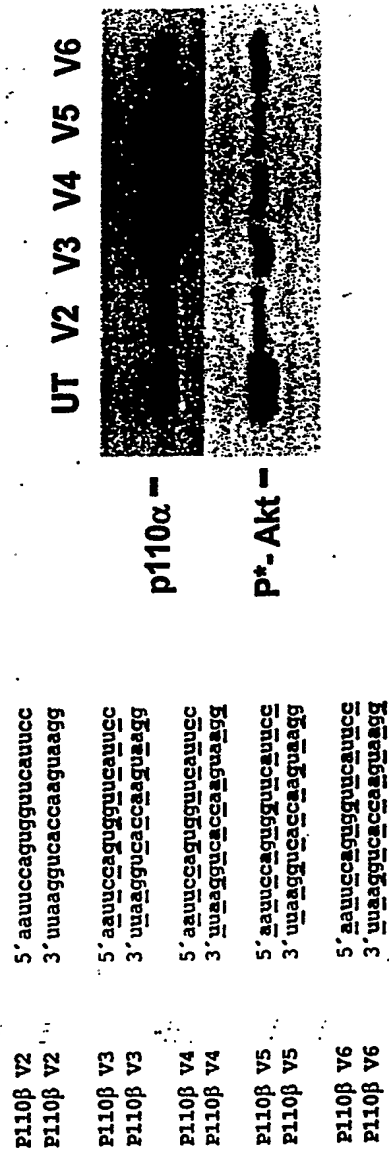 P110β V2 5´aauuccagugguucauucc
P110β V2 3´uuaaggucaccaaguaagg
P110β V3 5´aauuccagugguucauucc
P110β V3 3´uuaaggucaccaaguaagg
P110β V4 5´aauuccagugguucauucc
P110β V4 3´uuaaggucaccaaguaagg
P110β V5 5´aauuccagugguucauucc
P110β V5 3´uuaaggucaccaaguaagg
P110β V6 5´aauuccagugguucauucc
P110β V6 3´uuaaggucaccaaguaagg
UT V2 V3 V4 V5 V6
p110α –
P*- Akt –